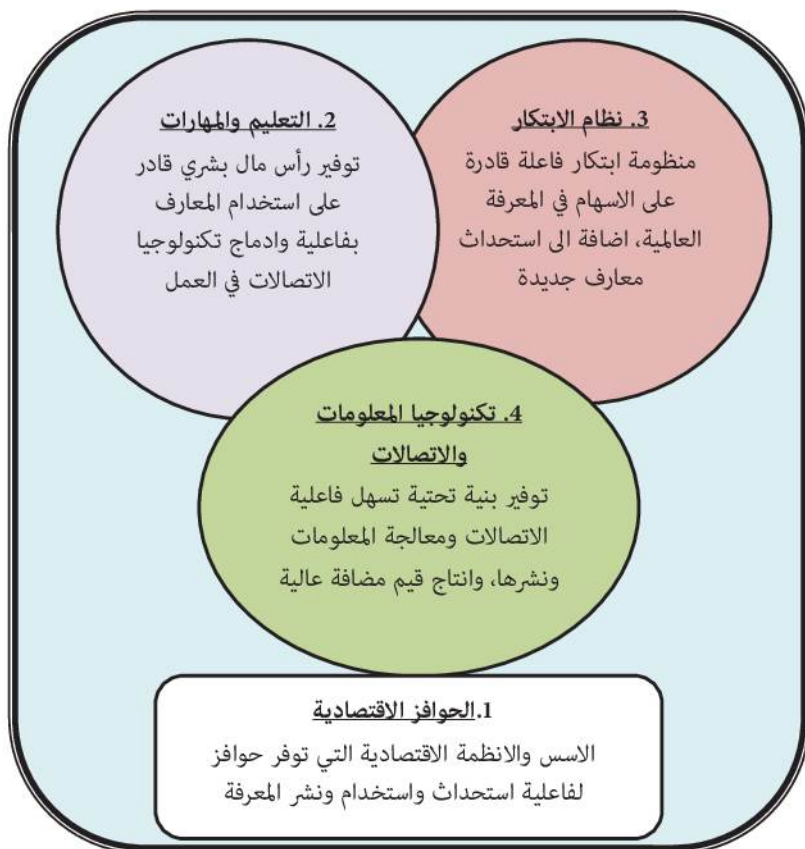 3. نظام الابتكار
منظومة ابتكار فاعلة قادرة
على الاسهام في المعرفة
العالمية، اضافة الى استحداث
معارف جديدة
2. التعليم والمهارات
توفير رأس مال بشري قادر
على استخدام المعارف
بفاعلية وادماج تكنولوجيا
الاتصالات في العمل
4. تكنولوجيا المعلومات
والاتصالات
توفير بنية تحتية تسهل فاعلية
الاتصالات ومعالجة المعلومات
ونشرها، وانتاج قيم مضافة عالية
1.الحوافز الاقتصادية
الاسس والانظمة الاقتصادية التي توفر حوافز
لفاعلية استحداث واستخدام ونشر المعرفة